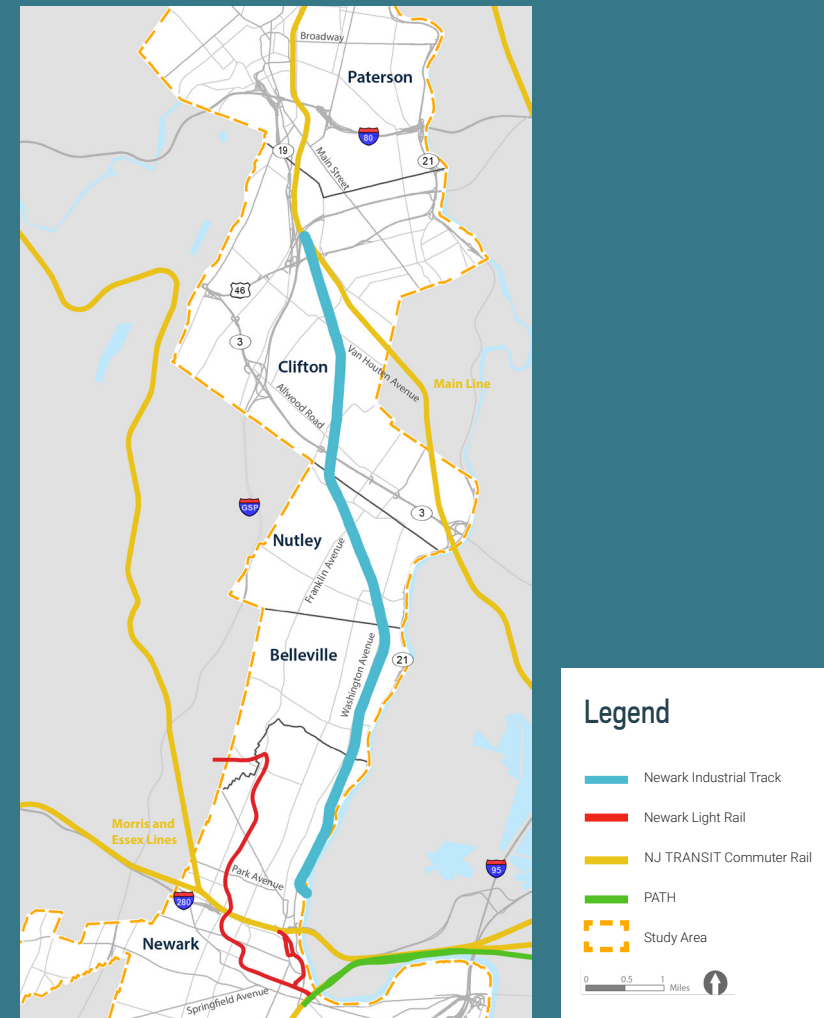 Broadway
Paterson
80
19
Main Street
21
46
3
Clifton
Van Houten Avenue
Main Line
Allwood Road
GSP
3
Nutley
Franklin Avenue
Belleville
Washington Avenue
21
Morris and
Essex Lines
Park Avenue
95
280
Newark
Springfield Avenue
Legend
Newark Industrial Track
Newark Light Rail
NJ TRANSIT Commuter Rail
PATH
Study Area
0 0.5 1
Miles